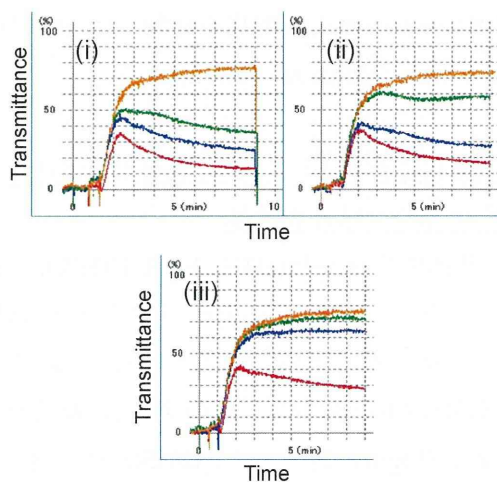 (%)
100
(i)
50
0
0
5 (min)
10
Transmittance
Time
(%)
100
(ii)
50
0
0
5 (min)
Time
(%)
100
(iii)
50
0
0
5 (min)
Transmittance
Time